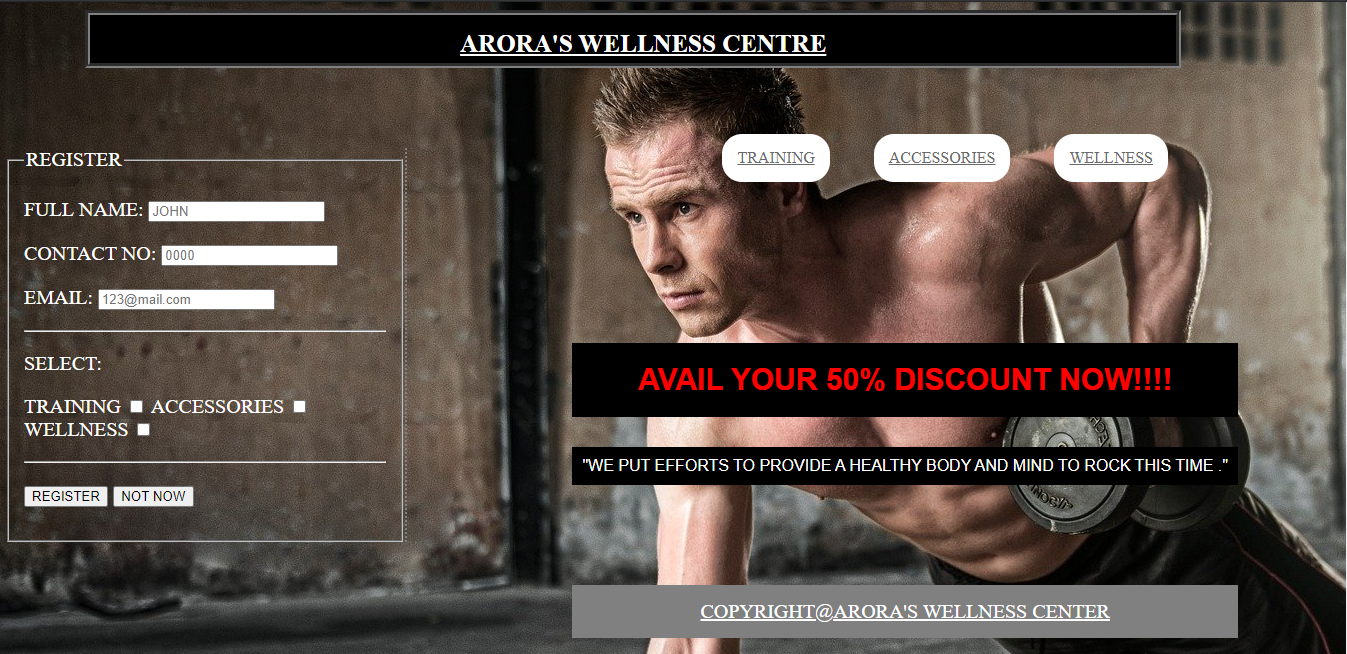 ARORA'S WELLNESS CENTRE
TRAINING ACCESSORIES WELLNESS
REGISTER
FULL NAME: JOHN
CONTACT NO: 0000
EMAIL: 123@mail.com
SELECT:
TRAINING ACCESSORIES
WELLNESS
REGISTER NOT NOW
AVAIL YOUR 50% DISCOUNT NOW!!!!
"WE PUT EFFORTS TO PROVIDE A HEALTHY BODY AND MIND TO ROCK THIS TIME ."
COPYRIGHT@ARORA'S WELLNESS CENTER